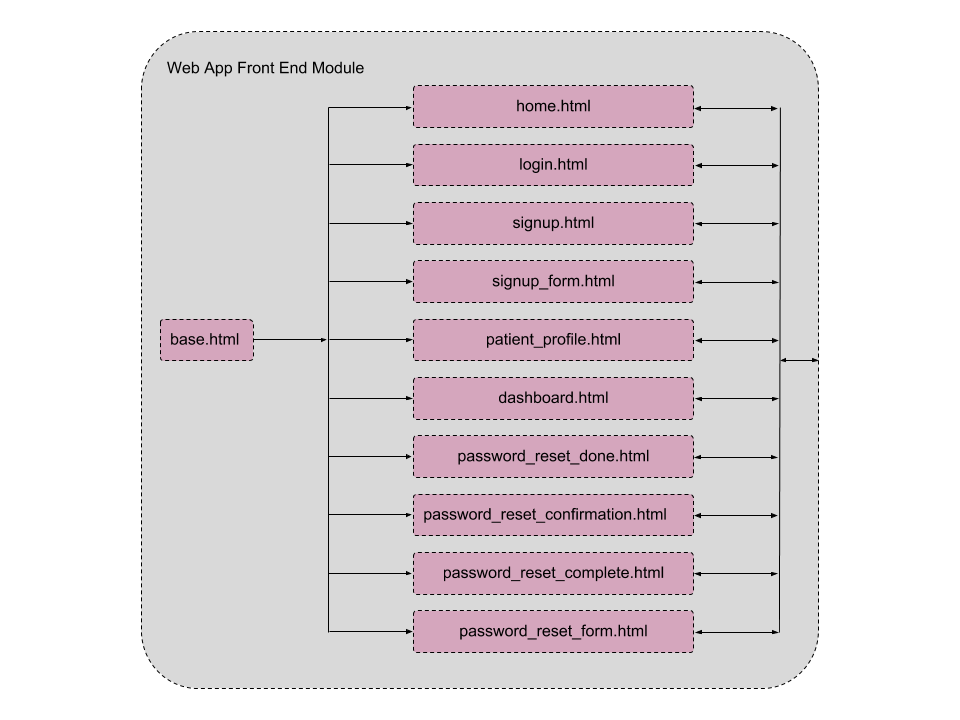 Web App Front End Module
home.html
login.html
signup.html
signup_form.html
base.html
patient_profile.html
dashboard.html
password_reset_done.html
password_reset_confirmation.html
password_reset_complete.html
password_reset_form.html